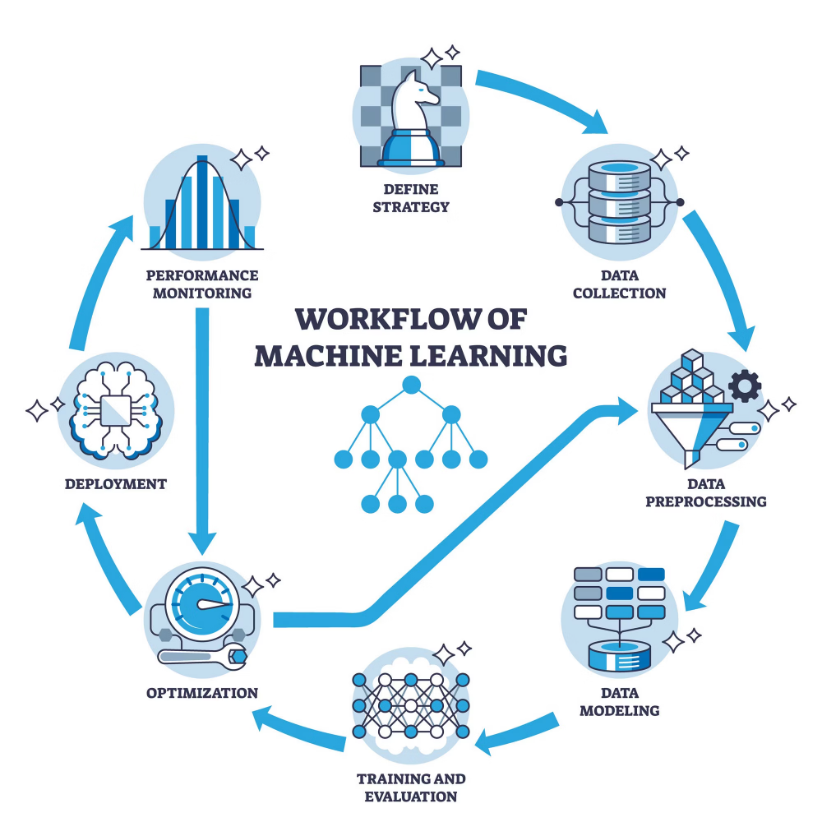 DEFINE
STRATEGY
PERFORMANCE
MONITORING
DATA
COLLECTION
WORKFLOW OF
MACHINE LEARNING
DEPLOYMENT
DATA
PREPROCESSING
OPTIMIZATION
DATA
MODELING
TRAINING AND
EVALUATION